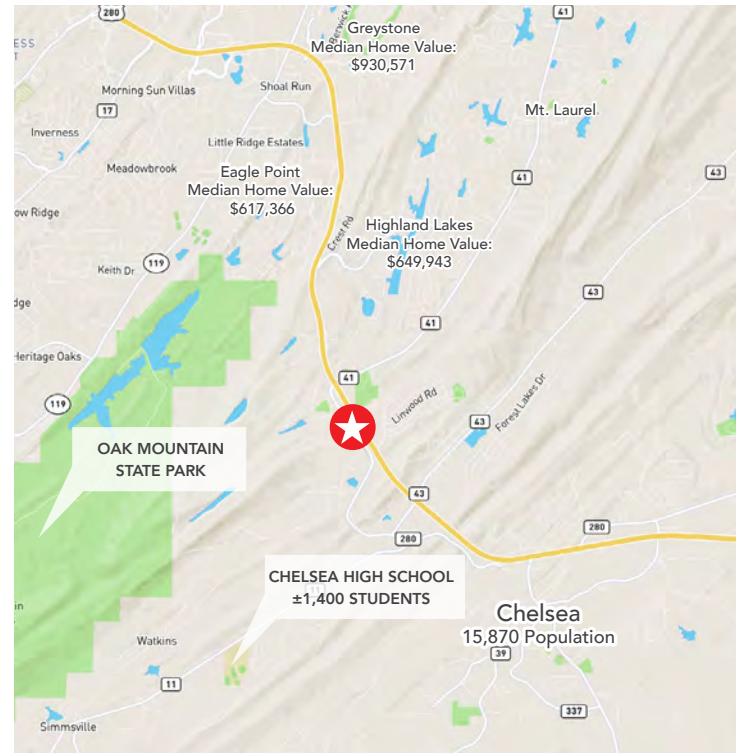 280
Berwick
Greystone
Median Home Value:
$930,571
41
ESS
Morning Sun Villas
Shoal Run
17
Mt. Laurel
Inverness
Little Ridge Estates
Meadowbrook
Eagle Point
Median Home Value:
$617,366
41
43
ow Ridge
Crest Rd
Highland Lakes
Median Home Value:
$649,943
119
Keith Dr
43
dge
41
Heritage Oaks
41
119
Linwood Rd
Forest Lakes Dr
43
OAK MOUNTAIN
STATE PARK
43
280
280
CHELSEA HIGH SCHOOL
±1,400 STUDENTS
11
in
Chelsea
15,870 Population
Watkins
39
11
337
Simmsville